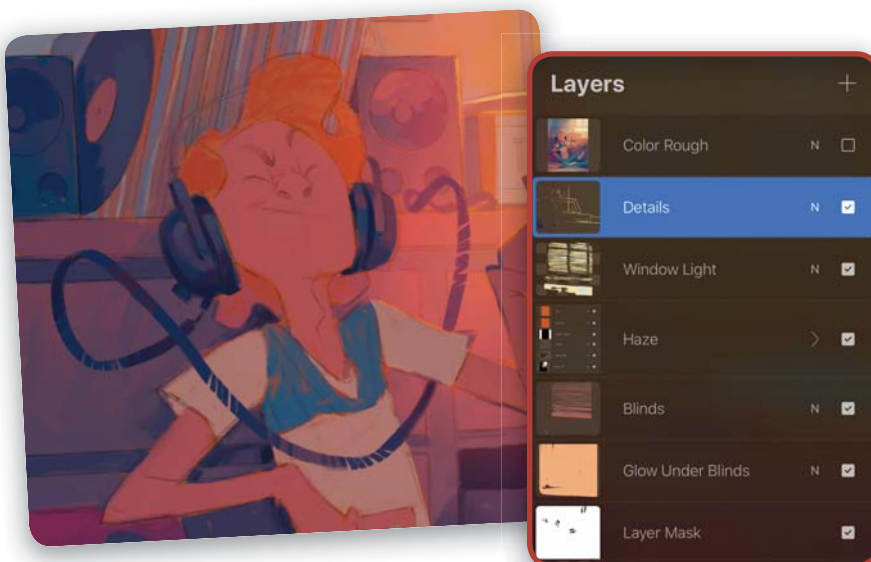 Layers
Color Rough N
Details N
Window Light N
Haze
Blinds N
Glow Under Blinds N
Layer Mask